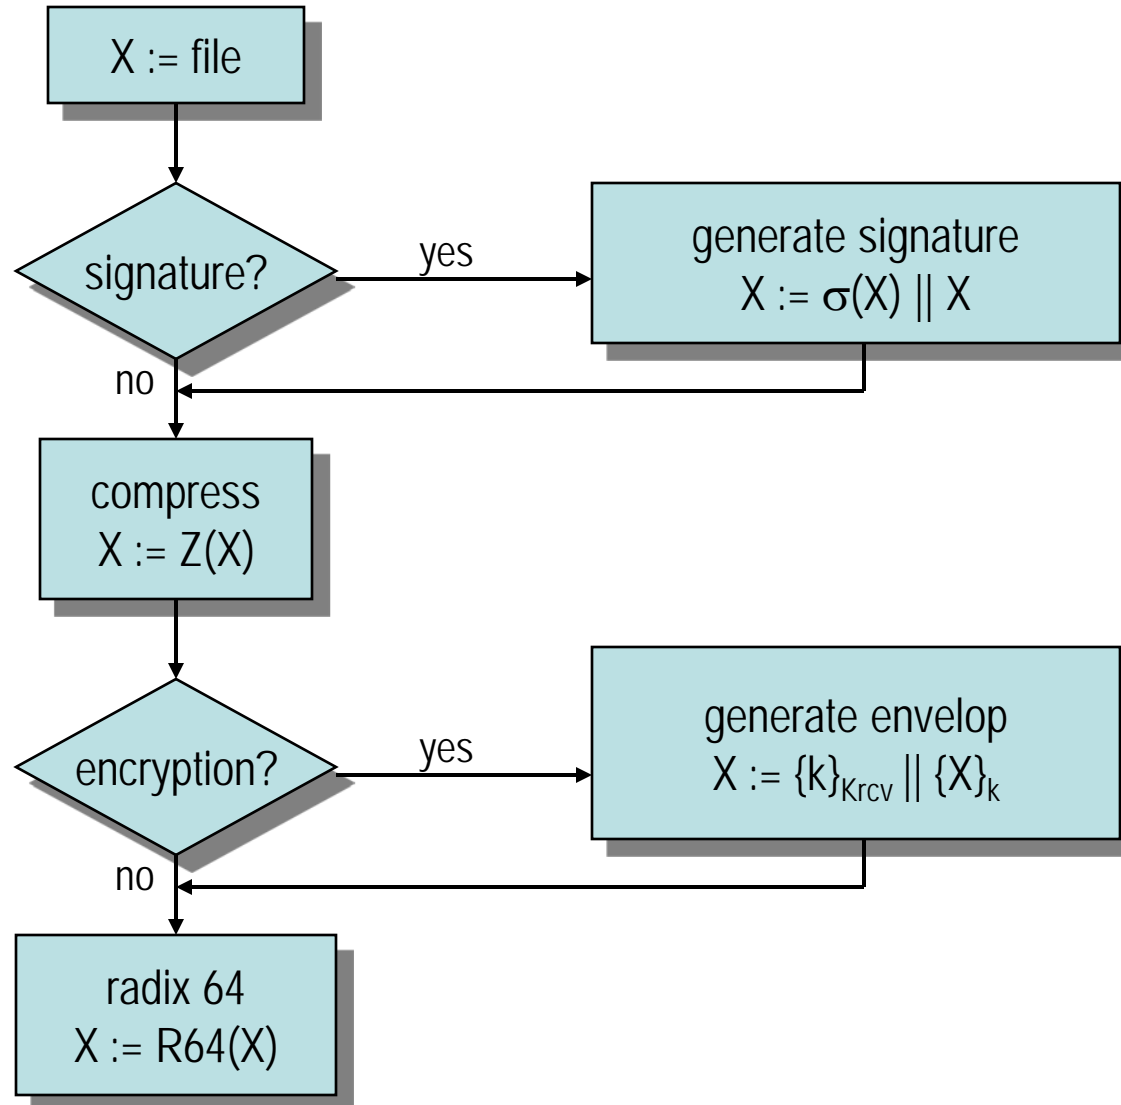 X := file
signature?
yes
generate signature
X := σ(X) || X
no
compress
X := Z(X)
encryption?
yes
generate envelop
X := {k}Krcv || {X}k
no
radix 64
X := R64(X)